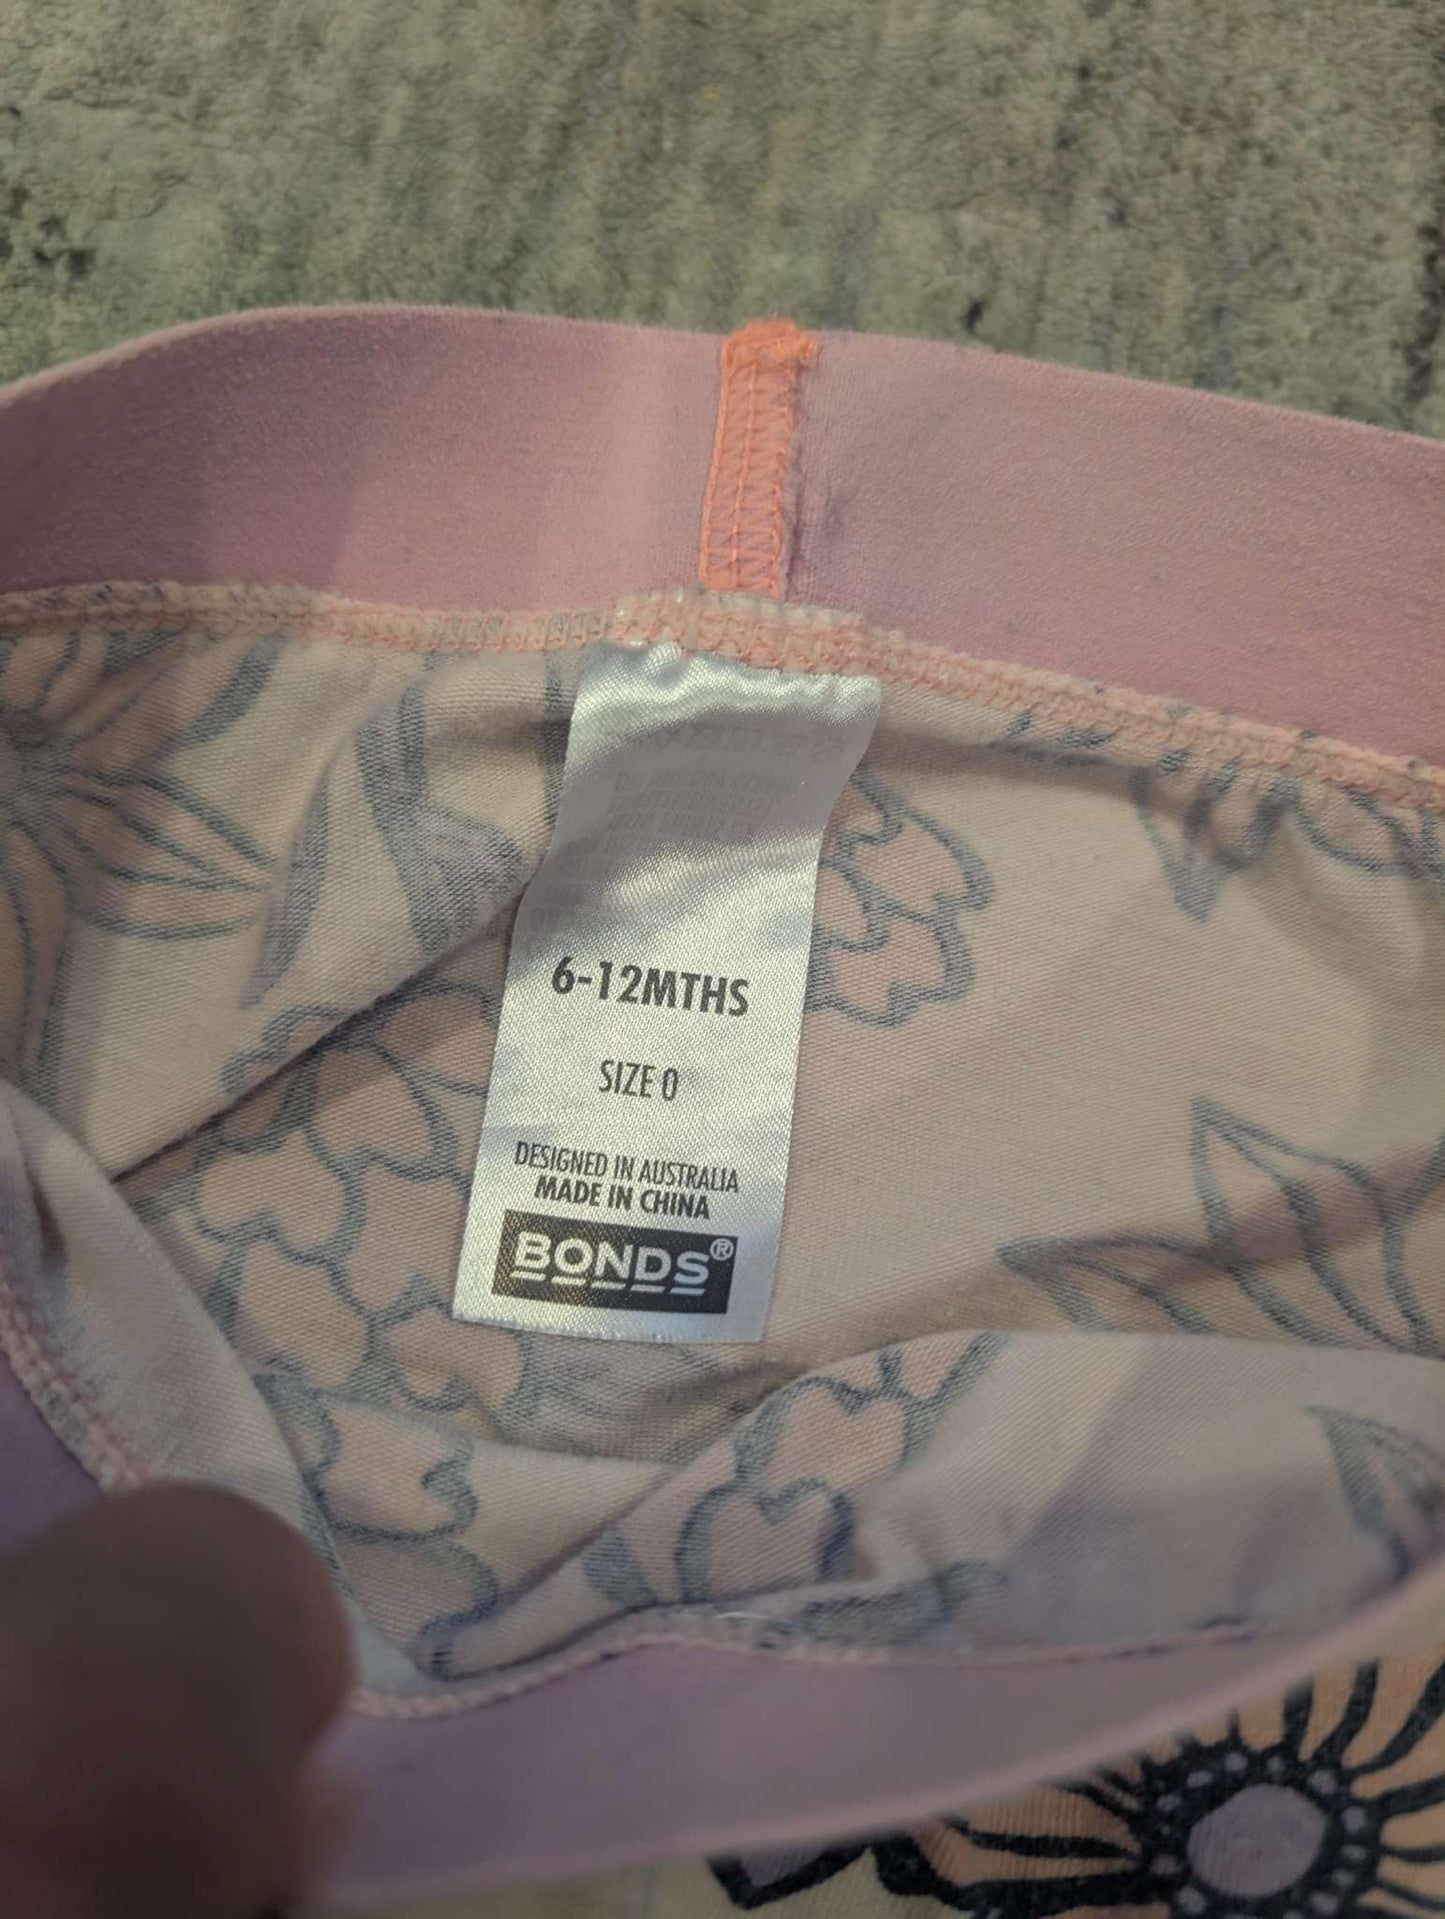 6-12MTHS
SIZE 0
DESIGNED IN AUSTRALIA
MADE IN CHINA
BONDS®